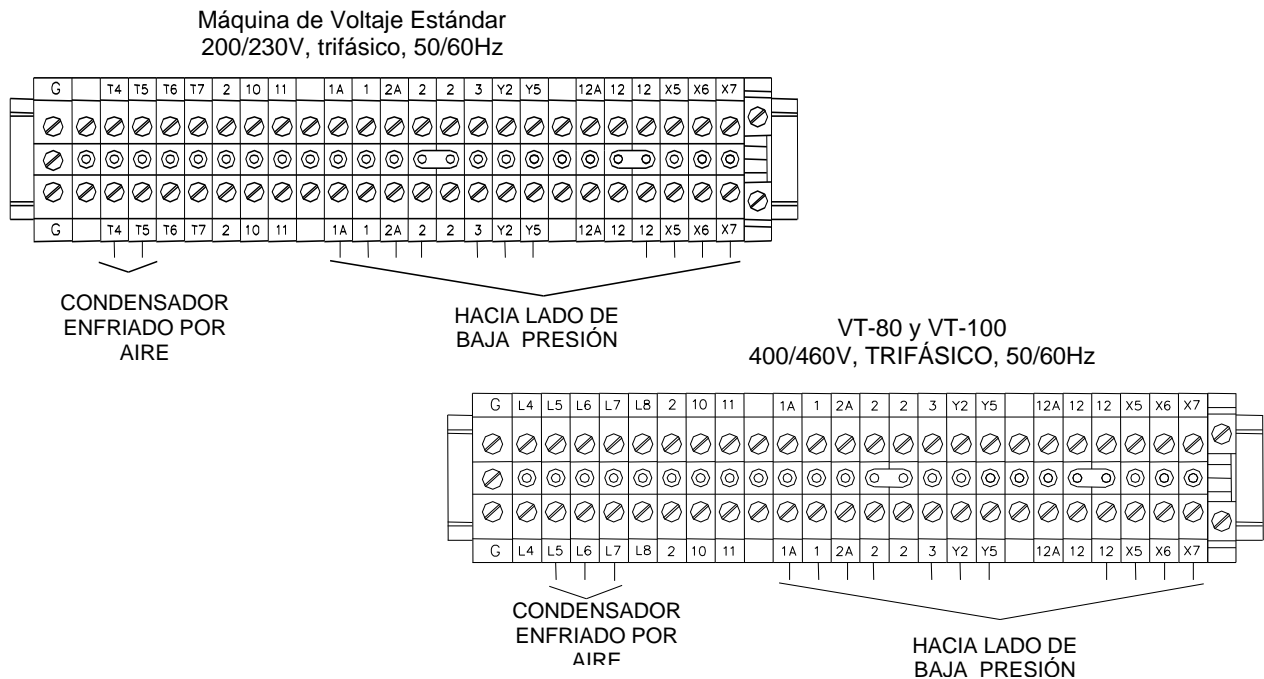 Máquina de Voltaje Estándar
200/230V, trifásico, 50/60Hz
G T4 T5 T6 T7 2 10 11 1A 1 2A 2 2 3 Y2 Y5 12A 12 12 X5 X6 X7
G T4 T5 T6 T7 2 10 11 1A 1 2A 2 2 3 Y2 Y5 12A 12 12 X5 X6 X7
CONDENSADOR
ENFRIADO POR
AIRE
HACIA LADO DE
BAJA PRESIÓN
VT-80 y VT-100
400/460V, TRIFÁSICO, 50/60Hz
G L4 L5 L6 L7 L8 2 10 11 1A 1 2A 2 2 3 Y2 Y5 12A 12 12 X5 X6 X7
G L4 L5 L6 L7 L8 2 10 11 1A 1 2A 2 2 3 Y2 Y5 12A 12 12 X5 X6 X7
CONDENSADOR
ENFRIADO POR
AIRE
HACIA LADO DE
BAJA PRESIÓN